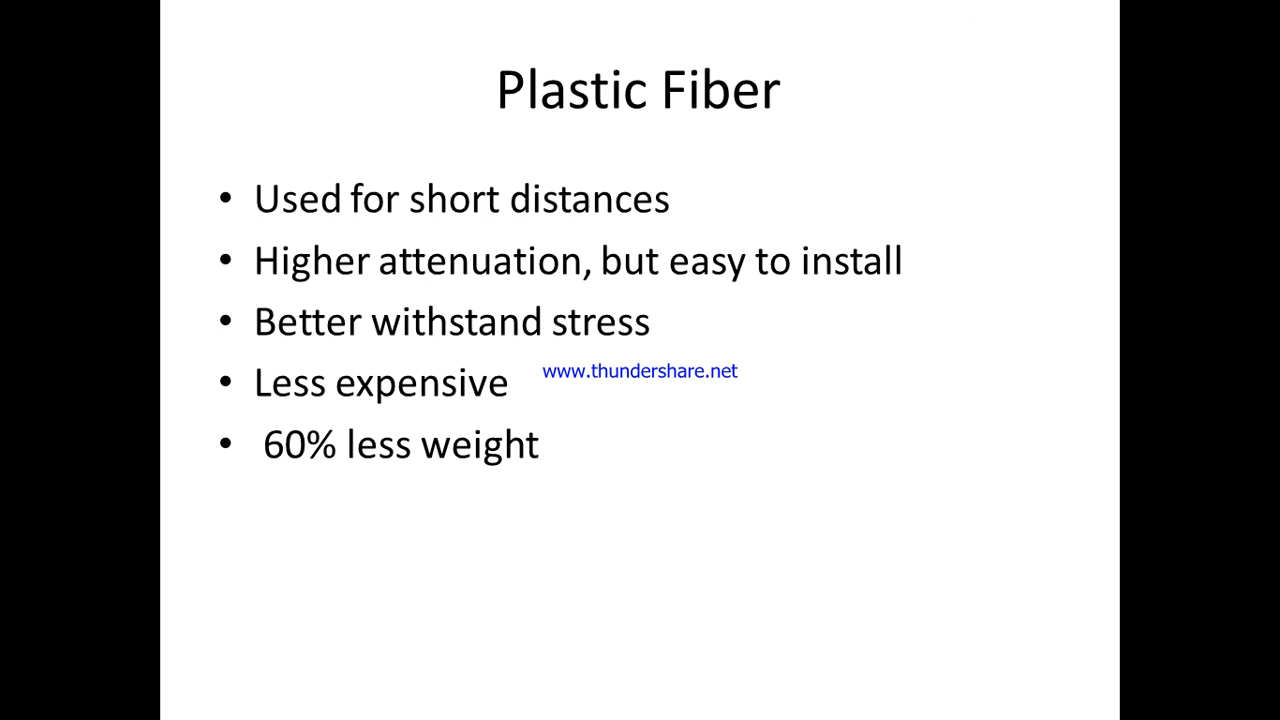 Plastic Fiber
• Used for short distances
• Higher attenuation, but easy to install
• Better withstand stress
• Less expensive
www.thundershare.net
• 60% less weight